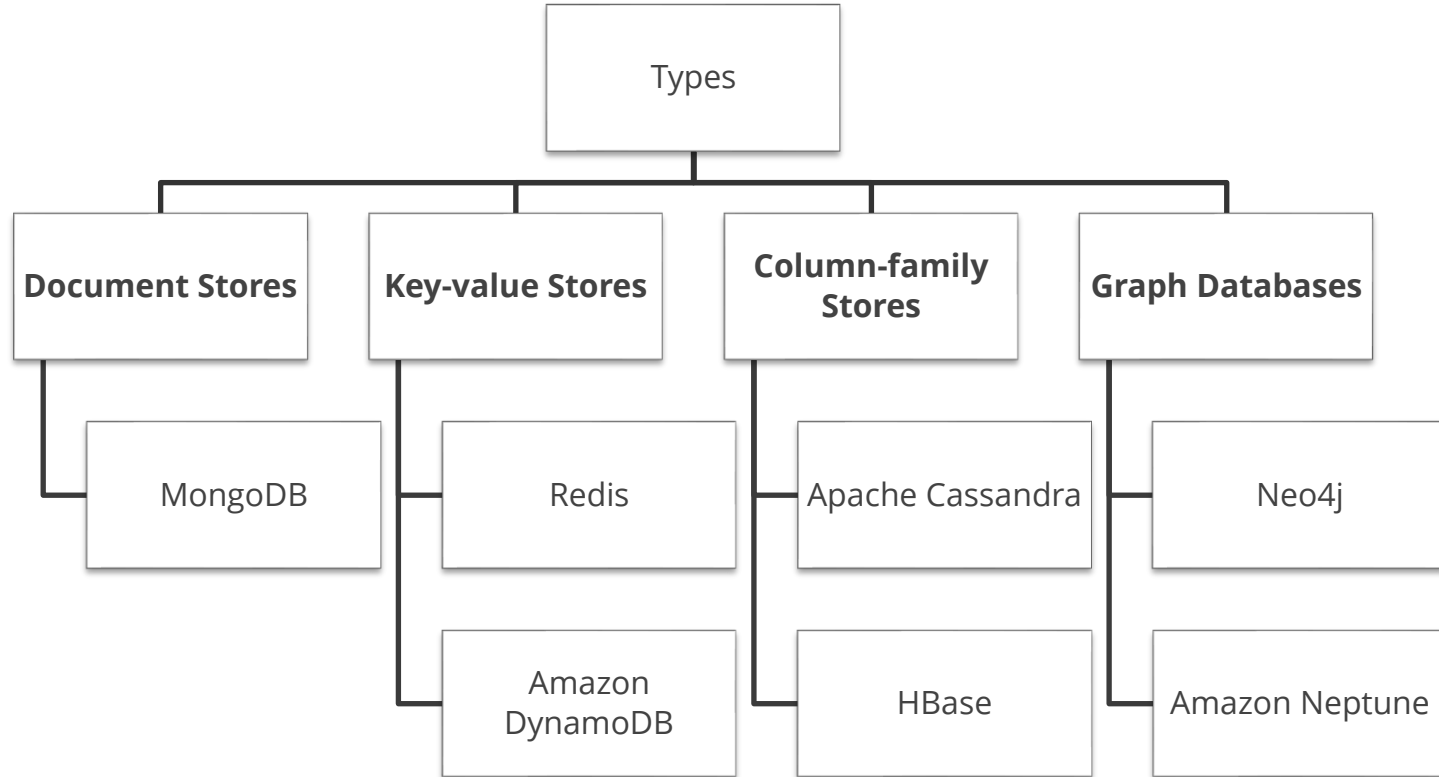 Types
Document Stores
Key-value Stores
Column-family
Stores
Graph Databases
MongoDB
Redis
Apache Cassandra
Neo4j
Amazon
DynamoDB
HBase
Amazon Neptune